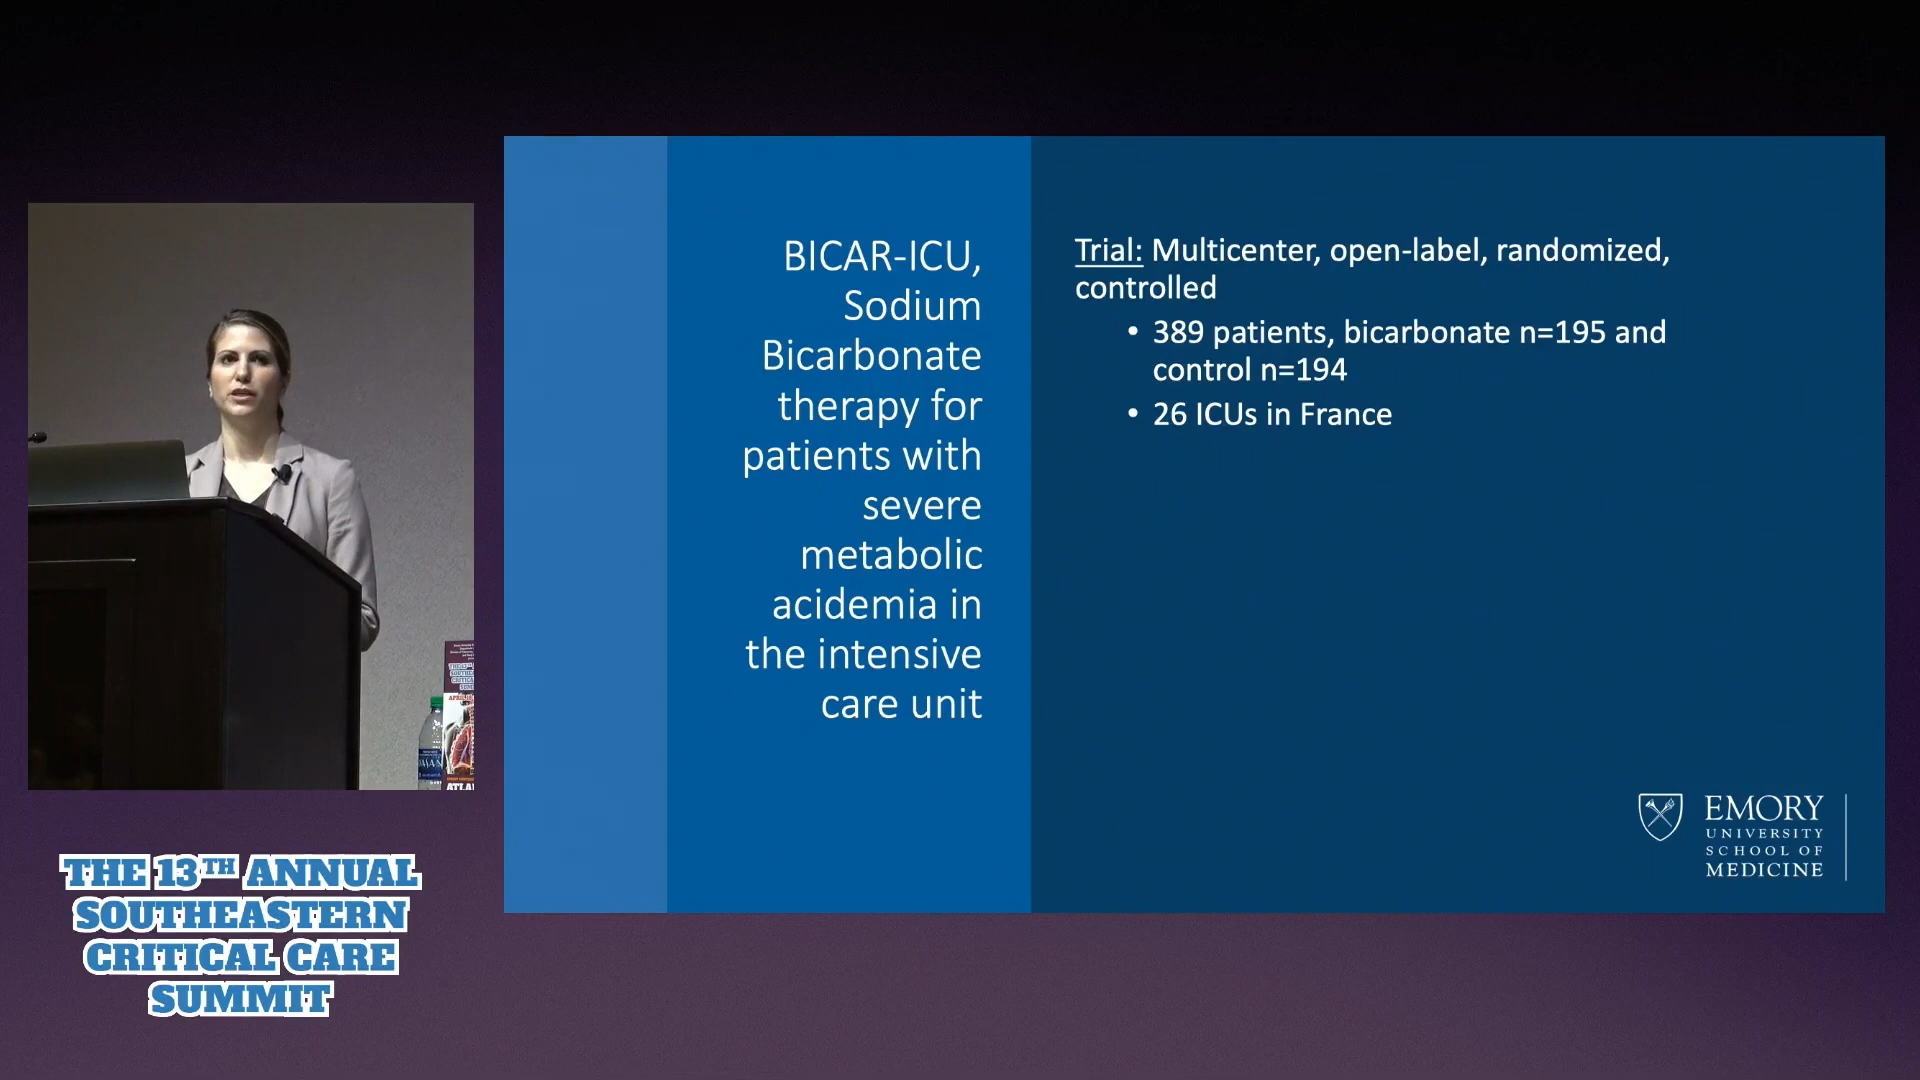 BICAR-ICU,
Sodium
Bicarbonate
therapy for
patients with
severe
metabolic
acidemia in
the intensive
care unit
Trial: Multicenter, open-label, randomized,
controlled
• 389 patients, bicarbonate n=195 and
control n=194
• 26 ICUs in France
EMORY
UNIVERSITY
SCHOOL OF
MEDICINE
THE 13TH ANNUAL
SOUTHEASTERN
CRITICAL CARE
SUMMIT